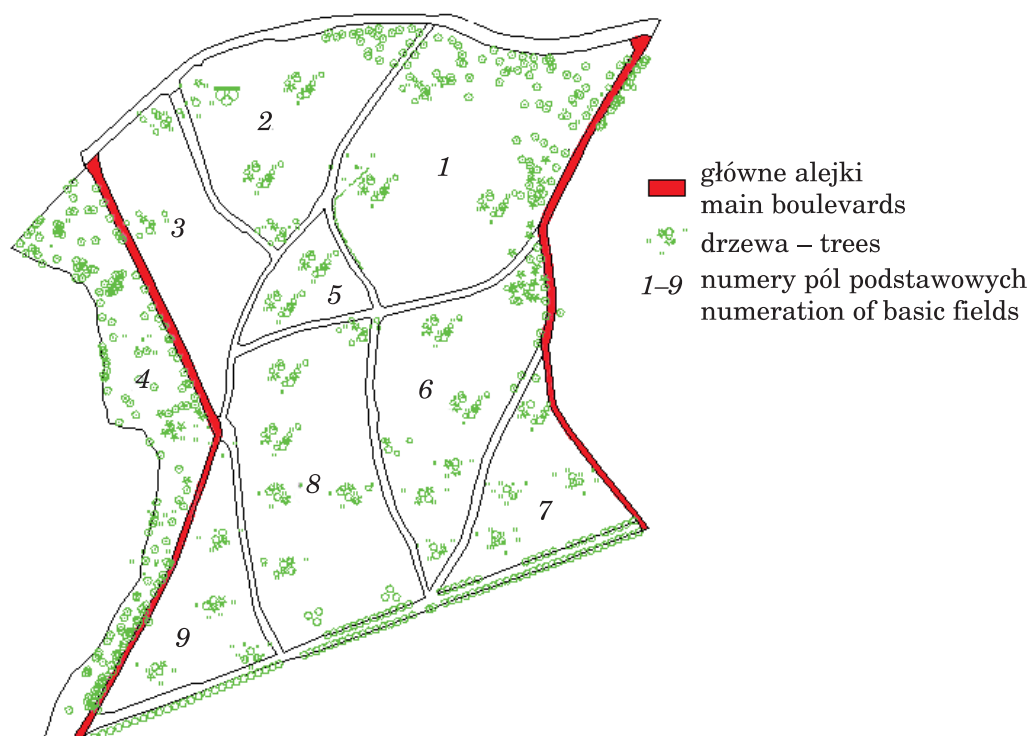 2
1
3
5
4
6
8
7
9
główne alejki
main boulevards
drzewa – trees
1–9 numery pól podstawowych
numeration of basic fields